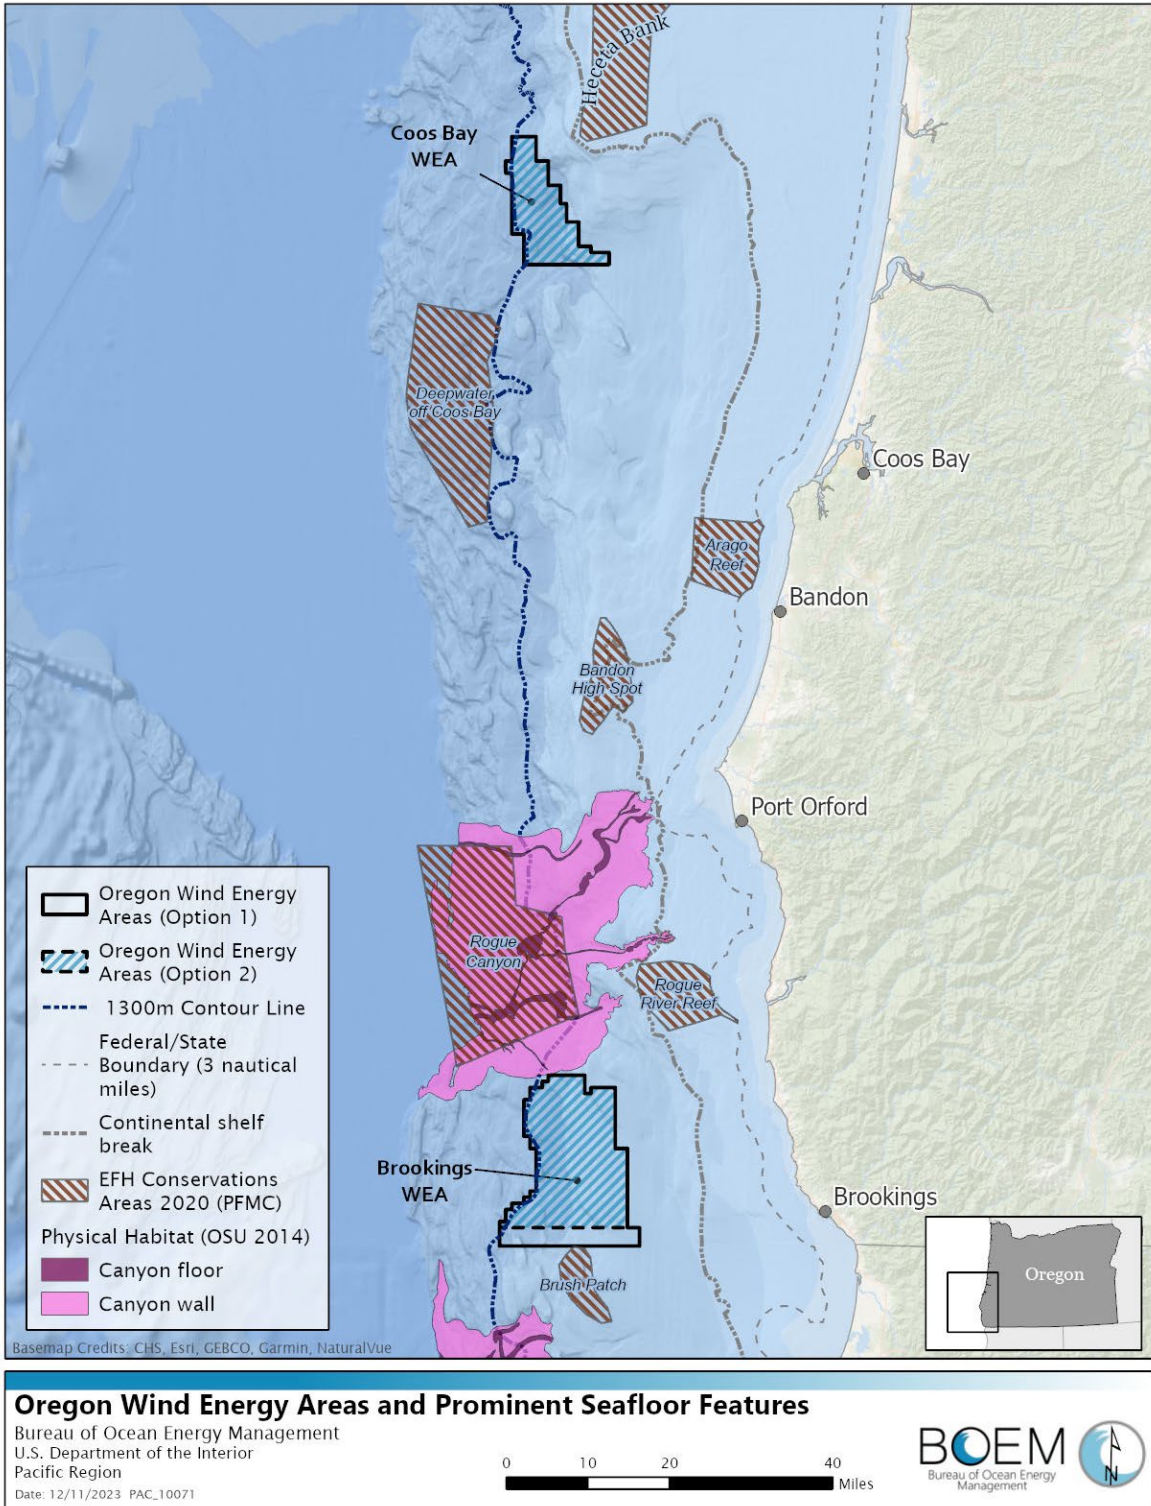 Heceta Bank
Coos Bay
WEA
Deepwater
off Coos Bay
Coos Bay
Arago
Reef
Bandon
Bandon
High Spot
Port Orford
Rogue
Canyon
Rogue
River Reef
Brookings
WEA
Brookings
Brush Patch
Oregon Wind Energy
Areas (Option 1)
Oregon Wind Energy
Areas (Option 2)
1300m Contour Line
Federal/State
Boundary (3 nautical
miles)
Continental shelf
break
EFH Conservations
Areas 2020 (PFMC)
Physical Habitat (OSU 2014)
Canyon floor
Canyon wall
Oregon
Basemap Credits: CHS, Esri, GEBCO, Garmin, NaturalVue
Oregon Wind Energy Areas and Prominent Seafloor Features
Bureau of Ocean Energy Management
U.S. Department of the Interior
Pacific Region
Date: 12/11/2023 PAC_10071
0 10 20 40
Miles
BOEM
Bureau of Ocean Energy
Management
N